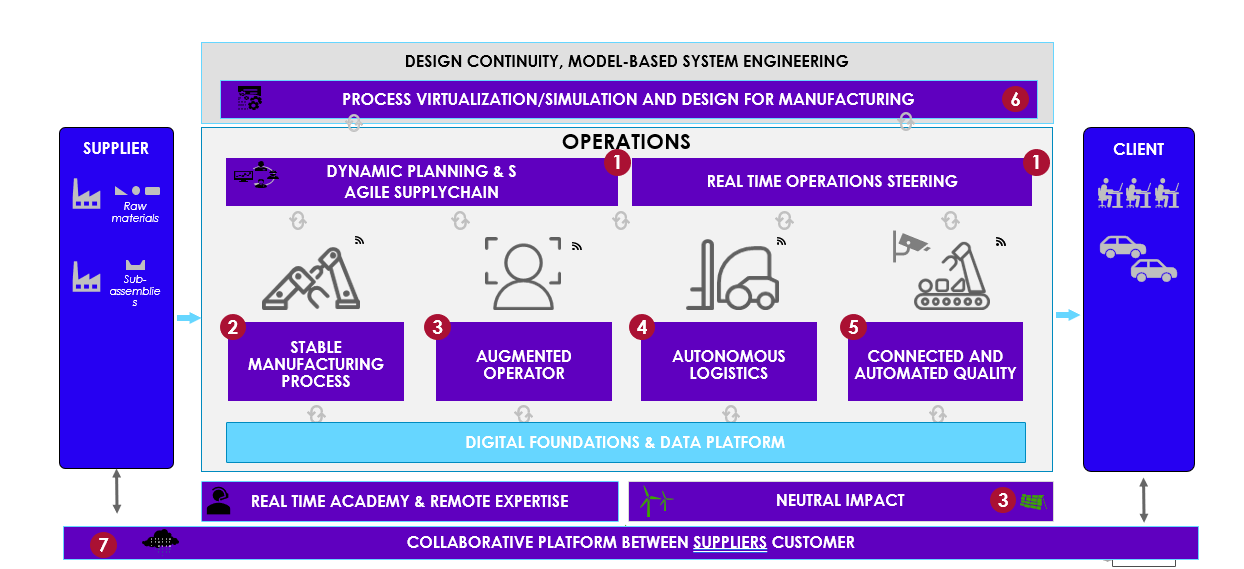 DESIGN CONTINUITY, MODEL-BASED SYSTEM ENGINEERING
PROCESS VIRTUALIZATION/SIMULATION AND DESIGN FOR MANUFACTURING
6
SUPPLIER
Raw
materials
Sub-
assemblie
s
OPERATIONS
DYNAMIC PLANNING & S
AGILE SUPPLYCHAIN
1
REAL TIME OPERATIONS STEERING
1
2
STABLE
MANUFACTURING
PROCESS
3
AUGMENTED
OPERATOR
4
AUTONOMOUS
LOGISTICS
5
CONNECTED AND
AUTOMATED QUALITY
DIGITAL FOUNDATIONS & DATA PLATFORM
CLIENT
REAL TIME ACADEMY & REMOTE EXPERTISE
NEUTRAL IMPACT
3
7
COLLABORATIVE PLATFORM BETWEEN SUPPLIERS CUSTOMER